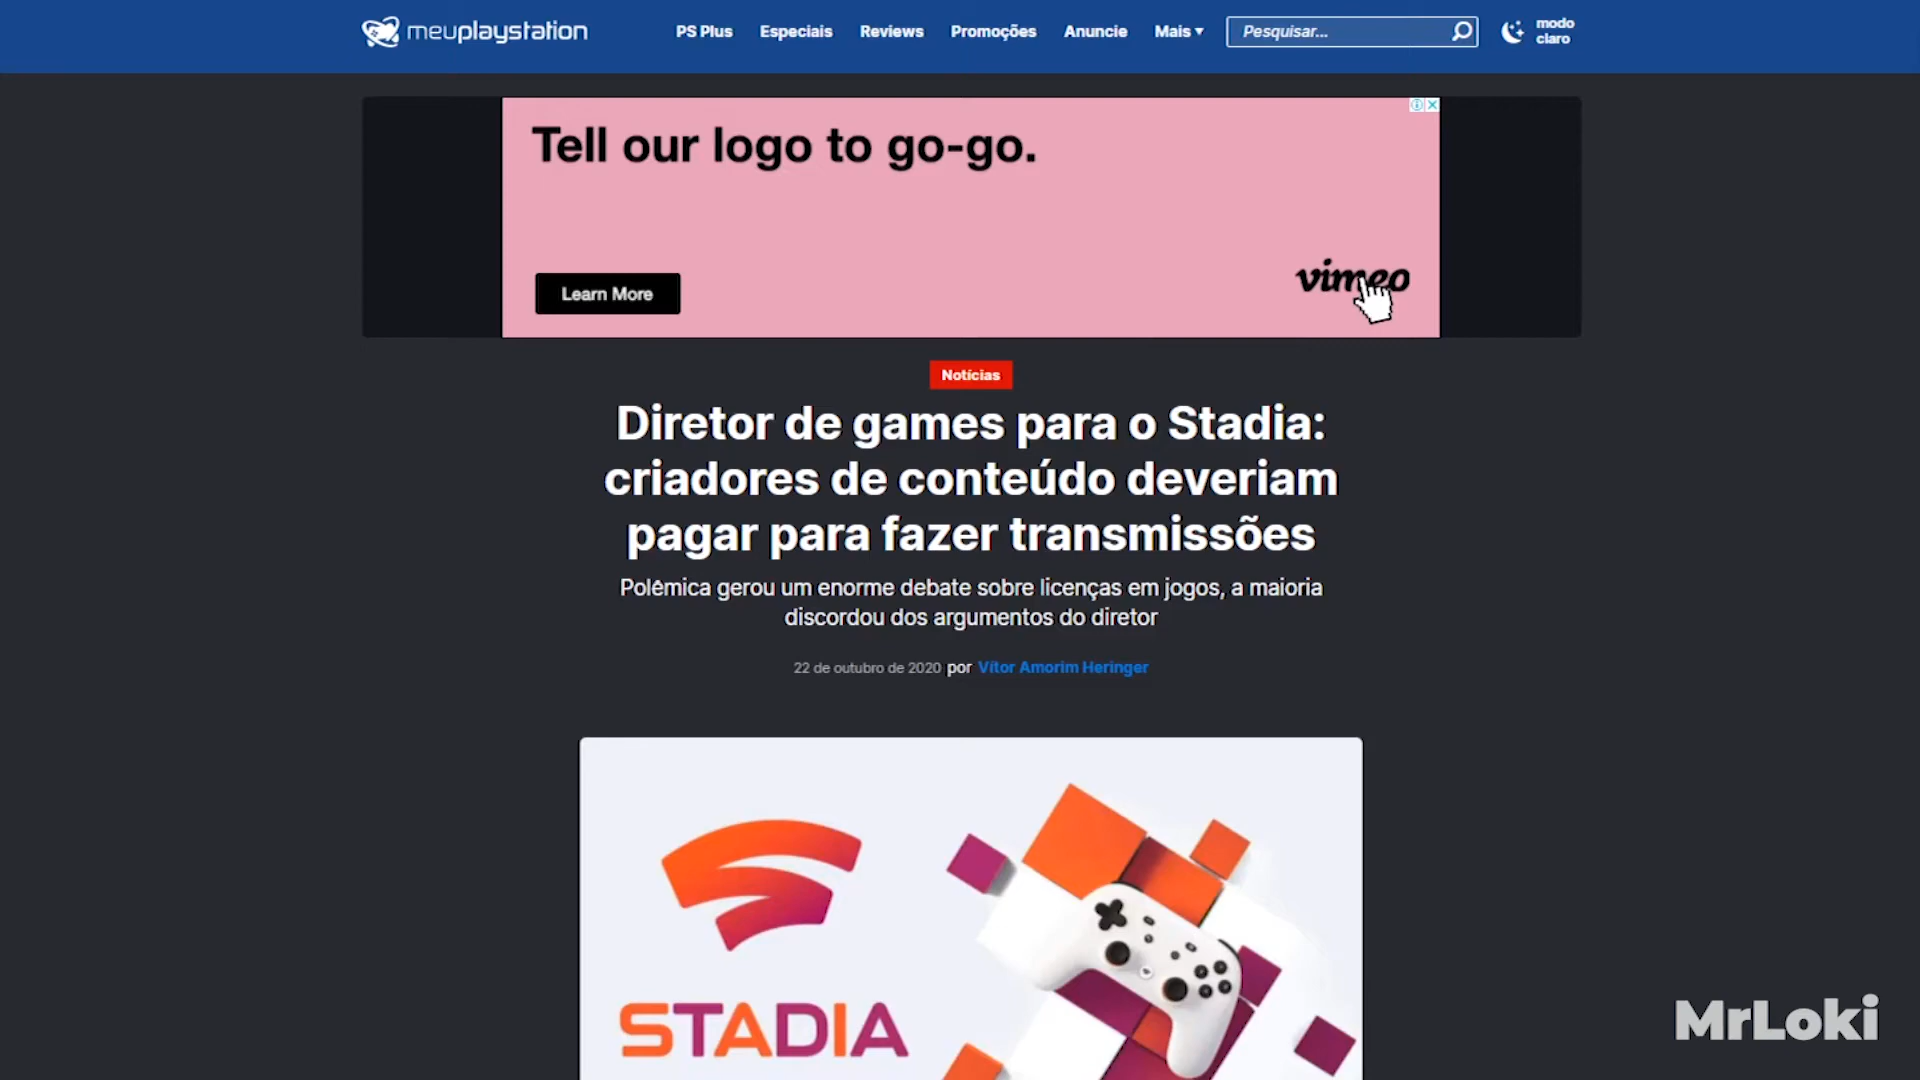 meuplaystation
PS Plus
Especiais
Reviews
Promoções
Anuncie
Mais
Pesquisar...
modo
claro
Tell our logo to go-go.
Learn More
vimeo
Notícias
Diretor de games para o Stadia:
criadores de conteúdo deveriam
pagar para fazer transmissões
Polêmica gerou um enorme debate sobre licenças em jogos, a maioria
discordou dos argumentos do diretor
22 de outubro de 2020 por Vítor Amorim Heringer
STADIA
MrLoki